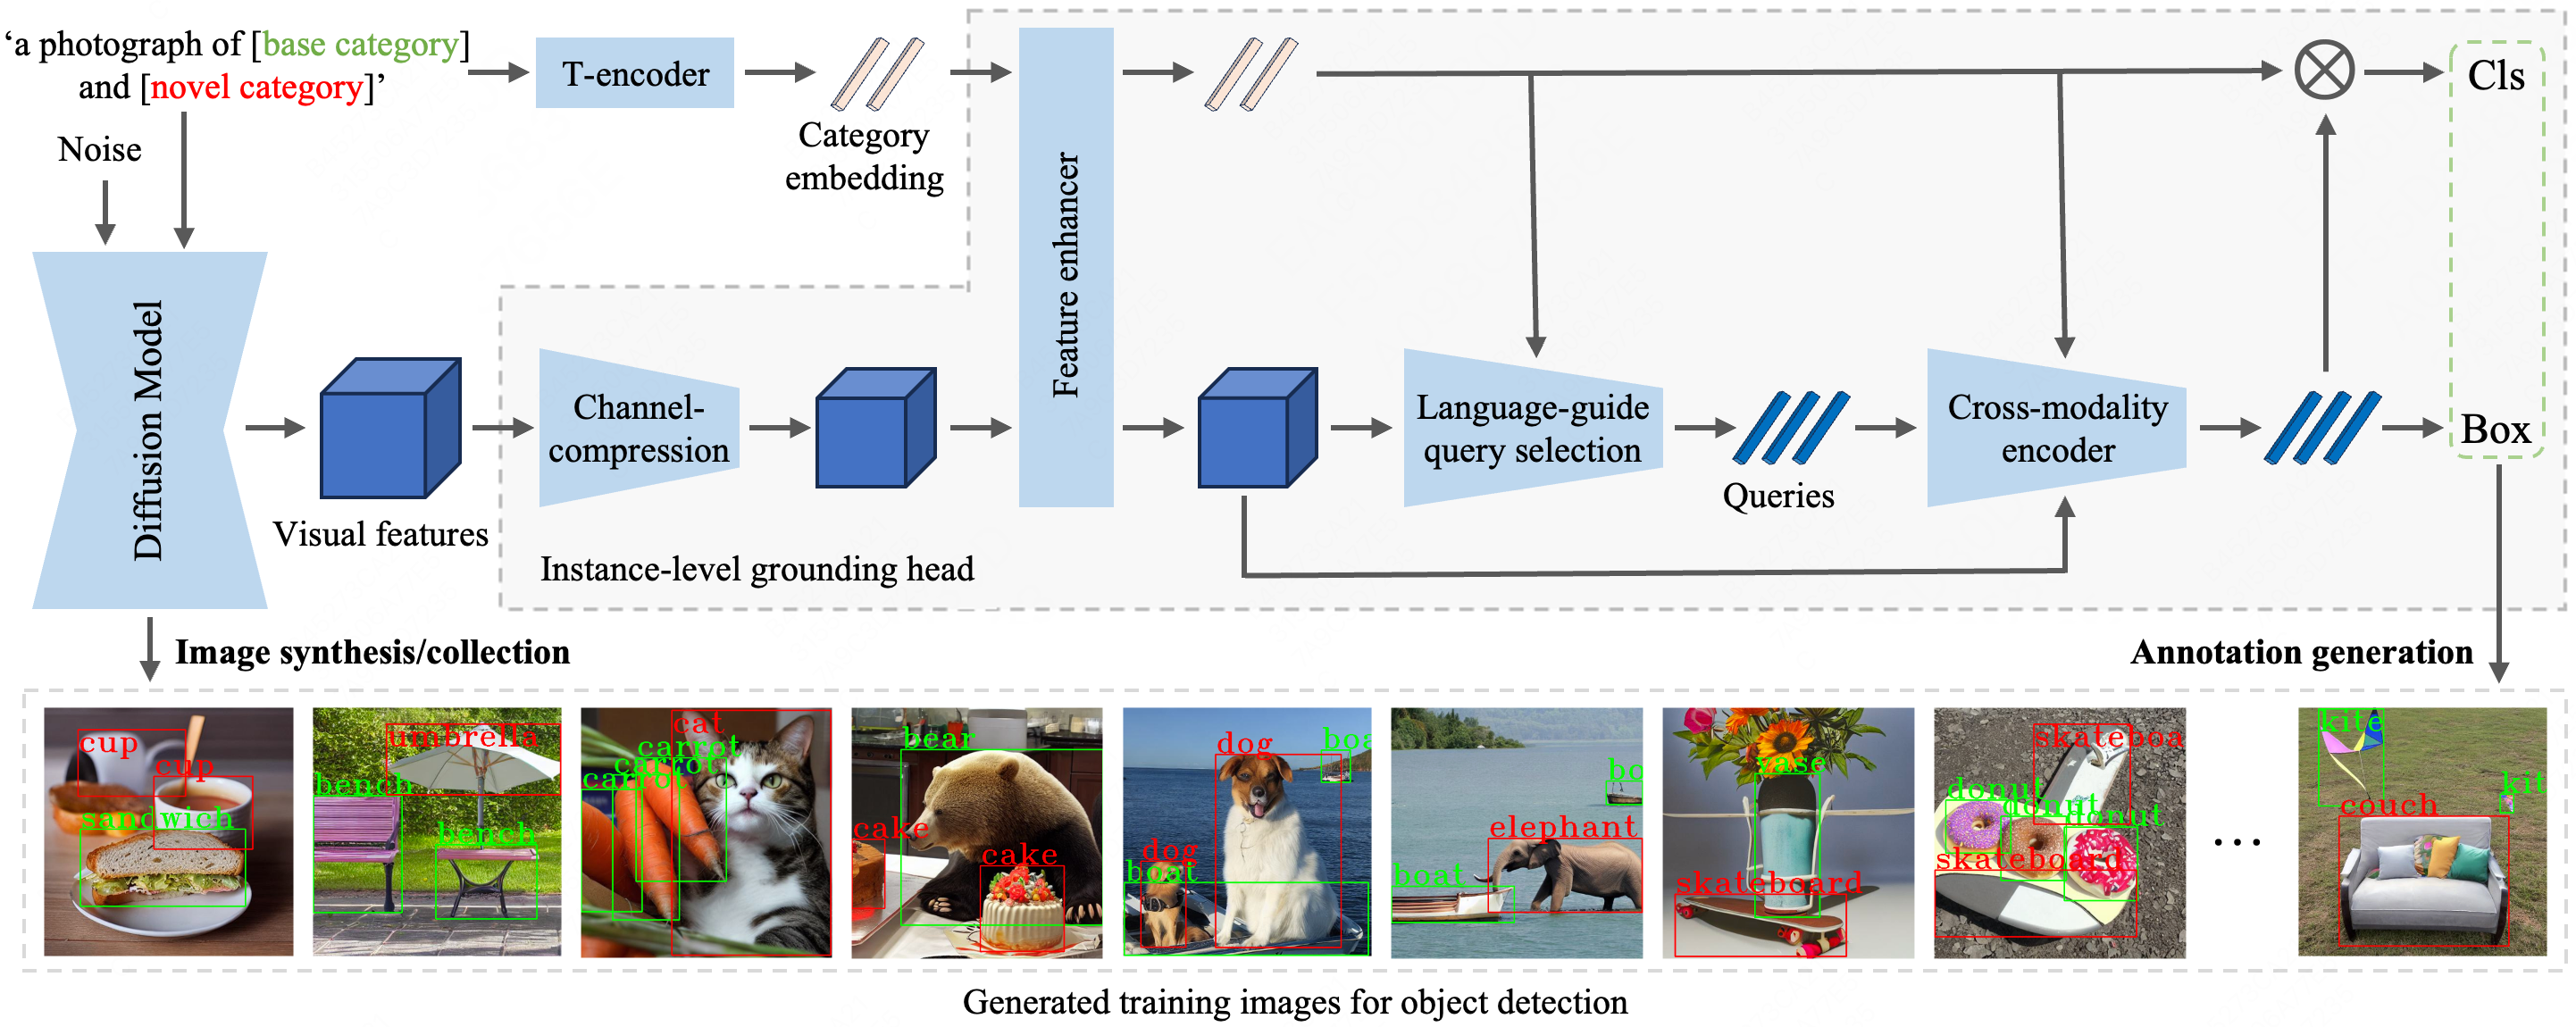 ‘a photograph of [base category]
and [novel category]’
T-encoder
Category
embedding
Noise
Diffusion Model
Visual features
Channel-
compression
Instance-level grounding head
Feature enhancer
Language-guide
query selection
Queries
Cross-modality
encoder
Cls
Box
Image synthesis/collection
Annotation generation
cup
cup
sandwich
umbrella
bench
bench
cat
carrot
carrot
carrot
bear
cake
cake
dog
boa
dog
boat
bo
elephant
boat
vase
skateboard
skateboa
donut
donut
donut
skateboard
...
kite
kit
couch
Generated training images for object detection